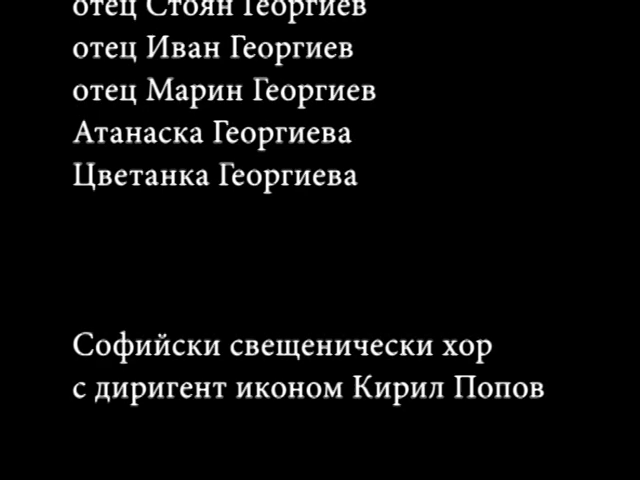 отец Стоян Георгиев
отец Иван Георгиев
отец Марин Георгиев
Атанаска Георгиева
Цветанка Георгиева
Софийски свещенически хор
с диригент иконом Кирил Попов